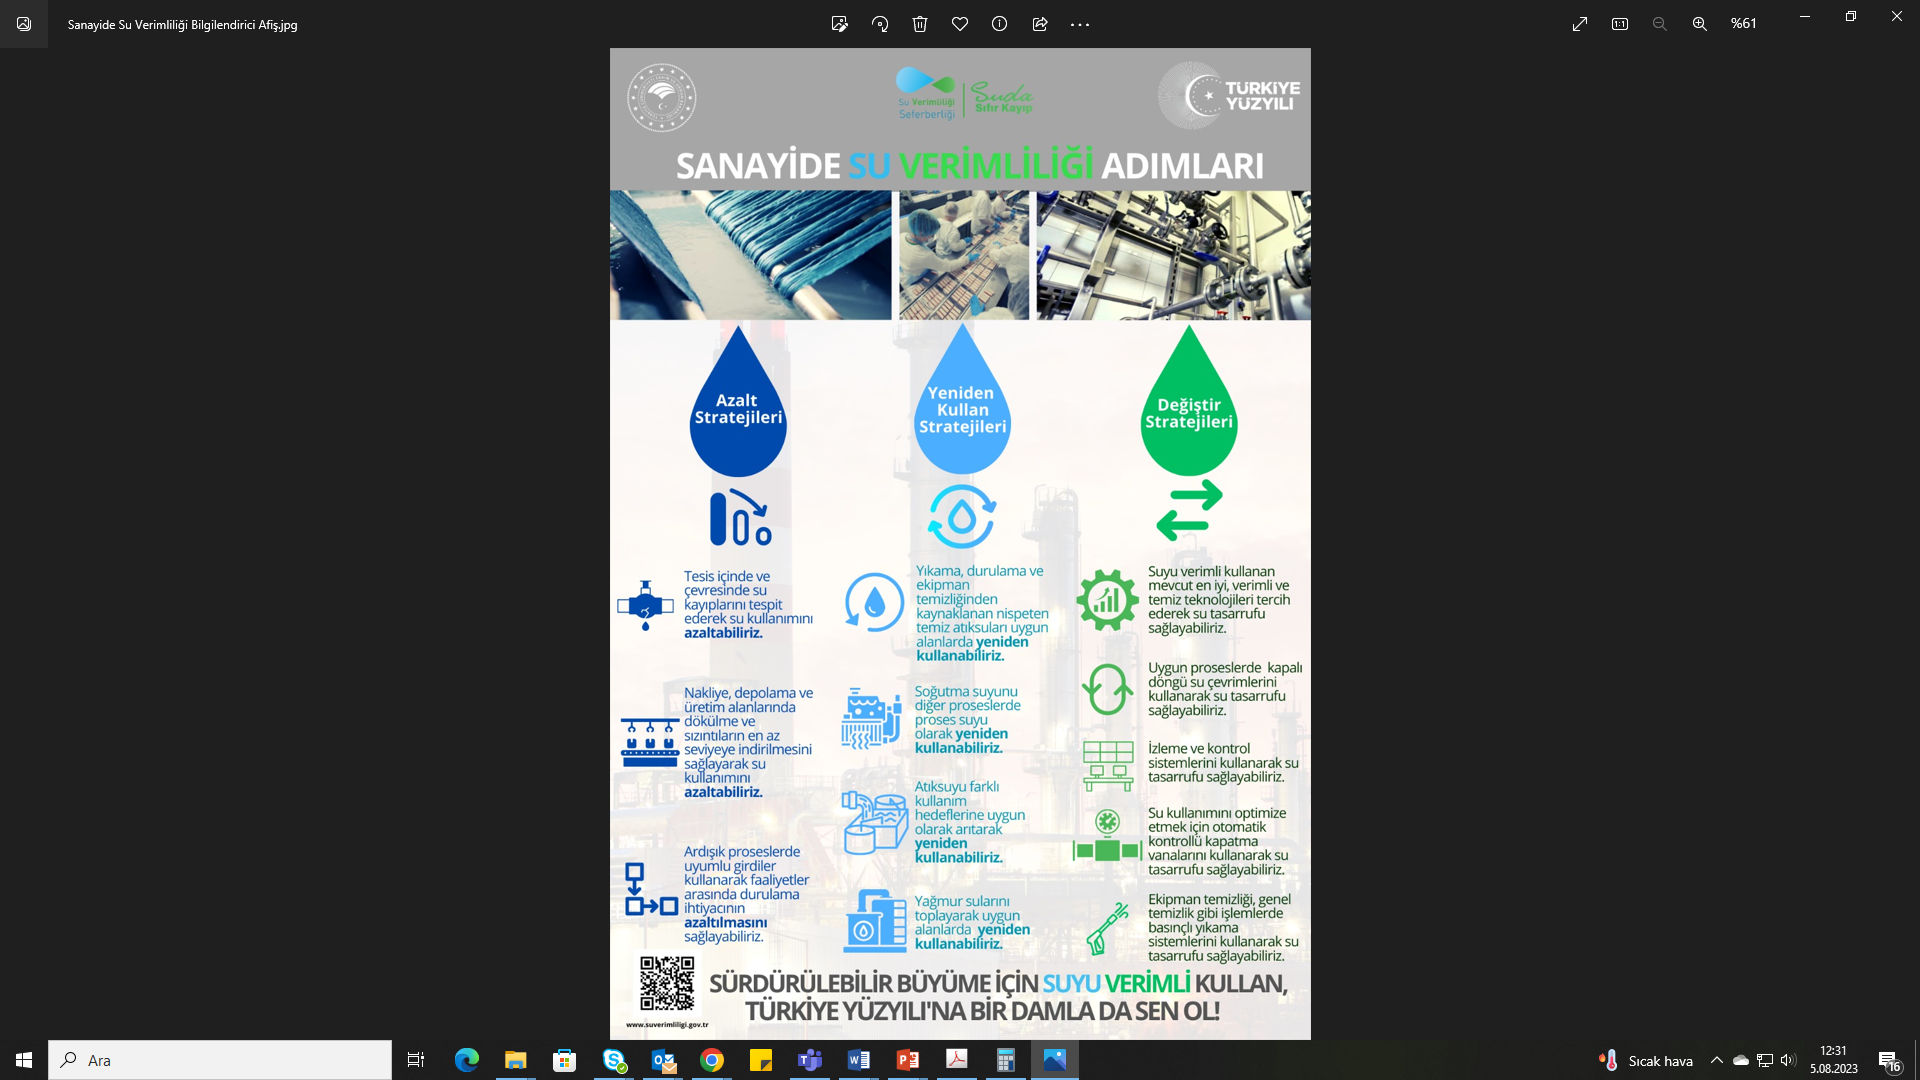 Sanayide Su Verimliliği Bilgilendirici Afiş.jpg
%61
Su Verimliliği
Seferberliği
Suda
Sıfır Kayıp
TÜRKİYE
YÜZYILI
SANAYİDE SU VERİMLİLİĞİ ADIMLARI
Azalt
Stratejileri
Yeniden
Kullan
Stratejileri
Değiştir
Stratejileri
Tesis içinde ve
çevresinde su
kayıplarını tespit
ederek su kullanımını
azaltabiliriz.
Nakliye, depolama ve
üretim alanlarında
dökülme ve
sızıntıların en az
seviyeye indirilmesini
sağlayarak su
kullanımını
azaltabiliriz.
Ardışık proseslerde
uyumlu girdiler
kullanarak faaliyetler
arasında durulama
ihtiyacının
azaltılmasını
sağlayabiliriz.
Yıkama, durulama ve
ekipman
temizliğinden
kaynaklanan nispeten
temiz atıksuları uygun
alanlarda yeniden
kullanabiliriz.
Soğutma suyunu
diğer proseslerde
proses suyu
olarak yeniden
kullanabiliriz.
Atıksuyu farklı
kullanım
hedeflerine uygun
olarak arıtarak
yeniden
kullanabiliriz.
Yağmur sularını
toplayarak uygun
alanlarda yeniden
kullanabiliriz.
Suyu verimli kullanan
mevcut en iyi, verimli ve
temiz teknolojileri tercih
ederek su tasarrufu
sağlayabiliriz.
Uygun proseslerde kapalı
döngü su çevrimlerini
kullanarak su tasarrufu
sağlayabiliriz.
İzleme ve kontrol
sistemlerini kullanarak su
tasarrufu sağlayabiliriz.
Su kullanımını optimize
etmek için otomatik
kontrollü kapatma
vanalarını kullanarak su
tasarrufu sağlayabiliriz.
Ekipman temizliği, genel
temizlik gibi işlemlerde
basınçlı yıkama
sistemlerini kullanarak su
tasarrufu sağlayabiliriz.
SÜRDÜRÜLEBİLİR BÜYÜME İÇİN SUYU VERİMLİ KULLAN,
TÜRKİYE YÜZYILI'NA BİR DAMLA DA SEN OL!
www.suverimliligi.gov.tr
Ara
Sıcak hava
12:31
5.08.2023
16